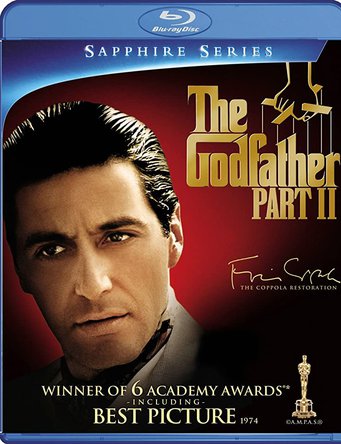 Blu-ray Disc
SAPPHIRE SERIES
The
Godfather
PART II
THE COPPOLA RESTORATION
WINNER OF 6 ACADEMY AWARDS®*
-INCLUDING-
BEST PICTURE 1974
©A.M.P.A.S.®